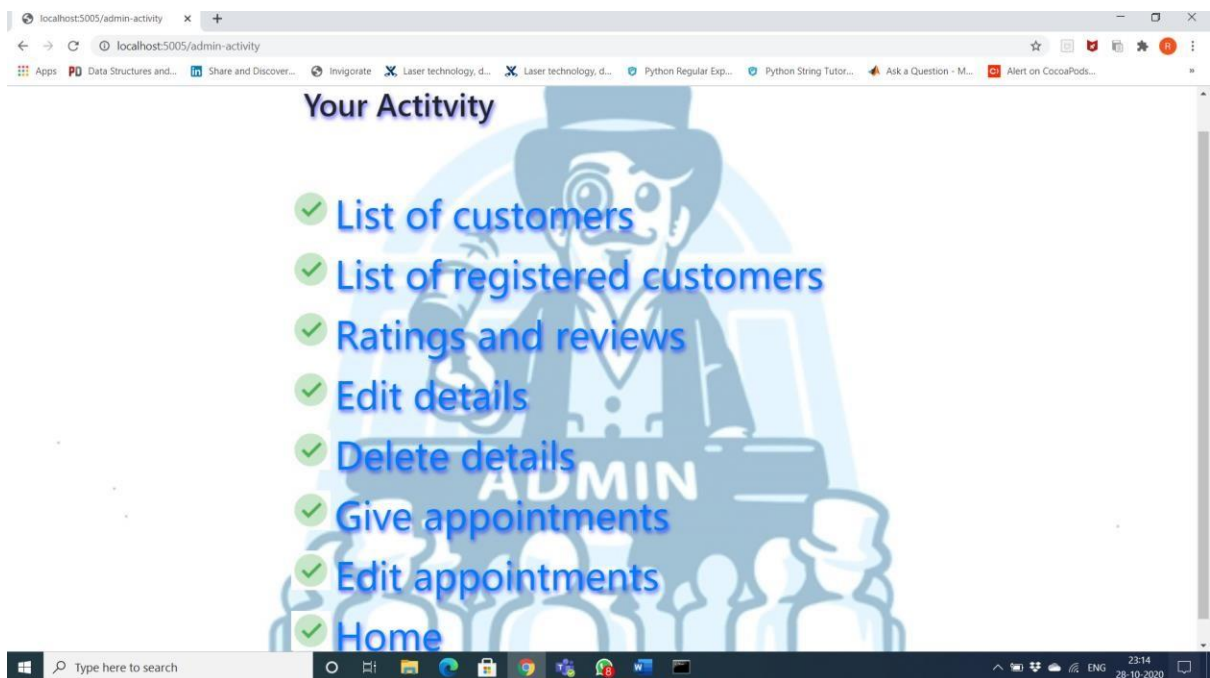 localhost:5005/admin-activity
localhost:5005/admin-activity
Apps PD Data Structures and... in Share and Discover... Invigorate Laser technology, d... Laser technology, d... Python Regular Exp... Python String Tutor... Ask a Question - M... Alert on CocoaPods... »
Your Actitvity
List of customers
List of registered customers
Ratings and reviews
Edit details
Delete details
ADMIN
Give appointments
Edit appointments
Home
Type here to search
ENG
23:14
28-10-2020